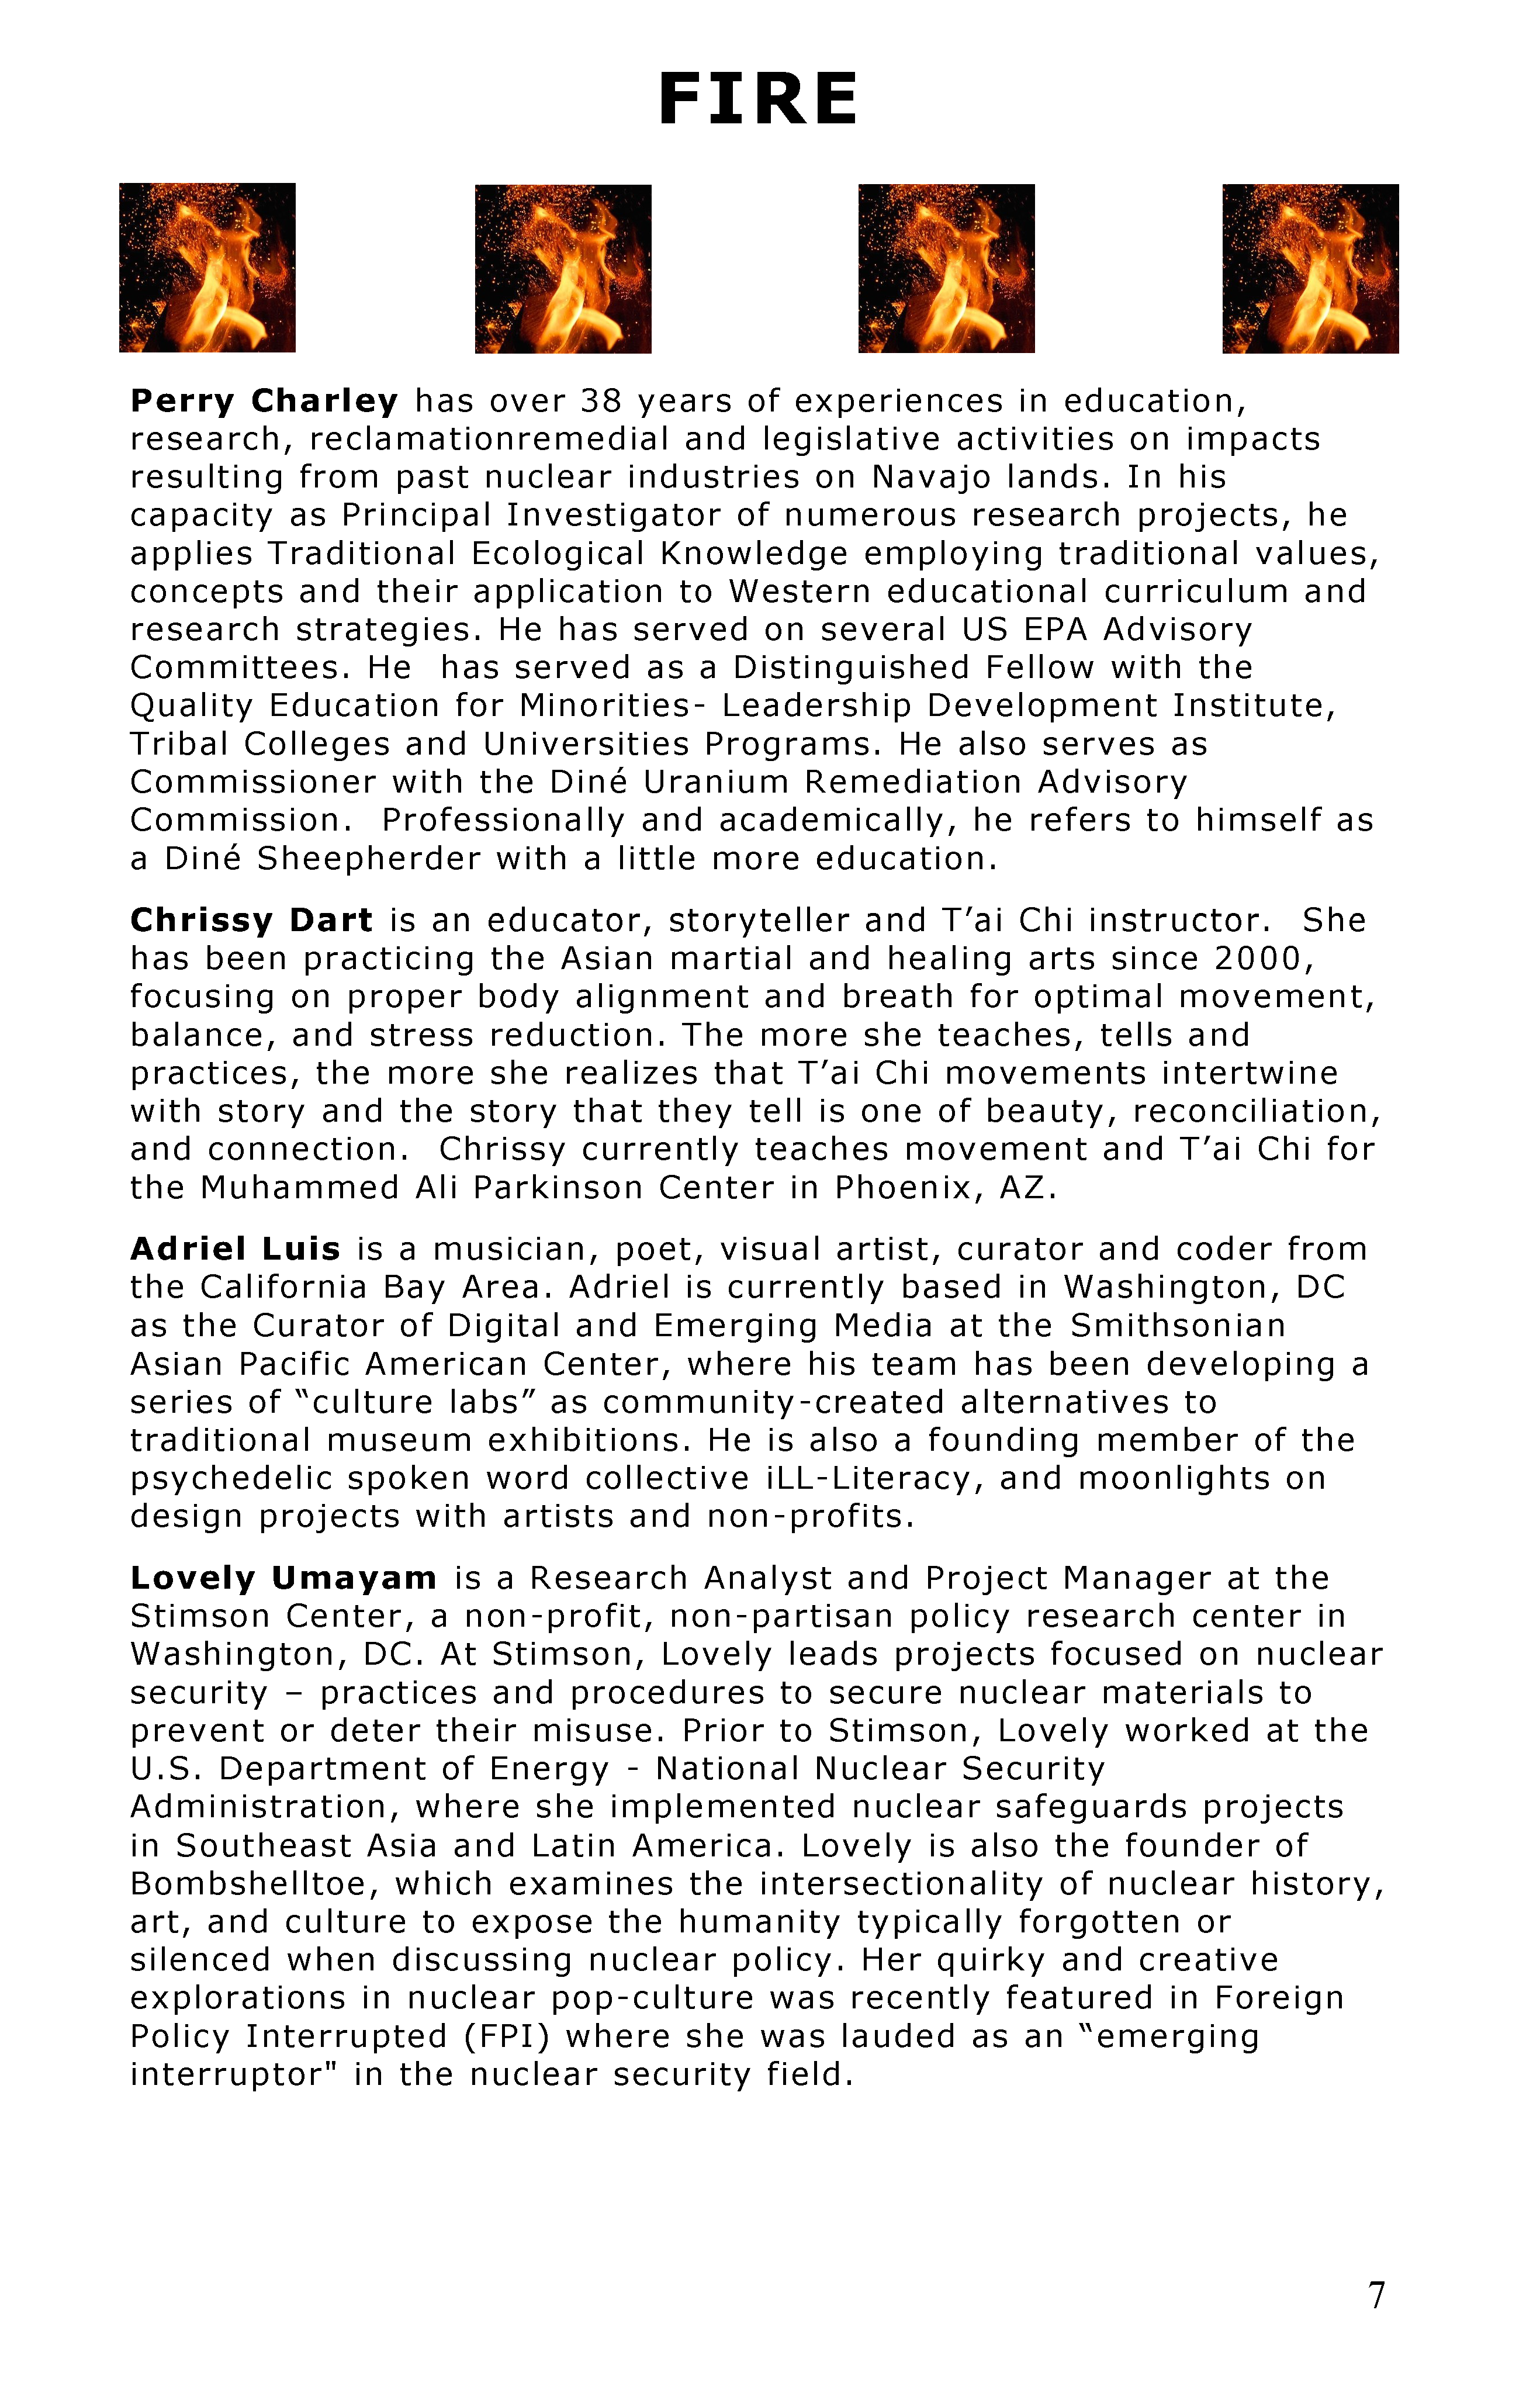 FIRE
Perry Charley has over 38 years of experiences in education,
research, reclamationremedial and legislative activities on impacts
resulting from past nuclear industries on Navajo lands. In his
capacity as Principal Investigator of numerous research projects, he
applies Traditional Ecological Knowledge employing traditional values,
concepts and their application to Western educational curriculum and
research strategies. He has served on several US EPA Advisory
Committees. He  has served as a Distinguished Fellow with the
Quality Education for Minorities- Leadership Development Institute,
Tribal Colleges and Universities Programs. He also serves as
Commissioner with the Diné Uranium Remediation Advisory
Commission.  Professionally and academically, he refers to himself as
a Diné Sheepherder with a little more education.
Chrissy Dart is an educator, storyteller and T’ai Chi instructor.  She
has been practicing the Asian martial and healing arts since 2000,
focusing on proper body alignment and breath for optimal movement,
balance, and stress reduction. The more she teaches, tells and
practices, the more she realizes that T’ai Chi movements intertwine
with story and the story that they tell is one of beauty, reconciliation,
and connection.  Chrissy currently teaches movement and T’ai Chi for
the Muhammed Ali Parkinson Center in Phoenix, AZ.
Adriel Luis is a musician, poet, visual artist, curator and coder from
the California Bay Area. Adriel is currently based in Washington, DC
as the Curator of Digital and Emerging Media at the Smithsonian
Asian Pacific American Center, where his team has been developing a
series of “culture labs” as community-created alternatives to
traditional museum exhibitions. He is also a founding member of the
psychedelic spoken word collective iLL-Literacy, and moonlights on
design projects with artists and non-profits.
Lovely Umayam is a Research Analyst and Project Manager at the
Stimson Center, a non-profit, non-partisan policy research center in
Washington, DC. At Stimson, Lovely leads projects focused on nuclear
security – practices and procedures to secure nuclear materials to
prevent or deter their misuse. Prior to Stimson, Lovely worked at the
U.S. Department of Energy - National Nuclear Security
Administration, where she implemented nuclear safeguards projects
in Southeast Asia and Latin America. Lovely is also the founder of
Bombshelltoe, which examines the intersectionality of nuclear history,
art, and culture to expose the humanity typically forgotten or
silenced when discussing nuclear policy. Her quirky and creative
explorations in nuclear pop-culture was recently featured in Foreign
Policy Interrupted (FPI) where she was lauded as an “emerging
interruptor" in the nuclear security field.
7